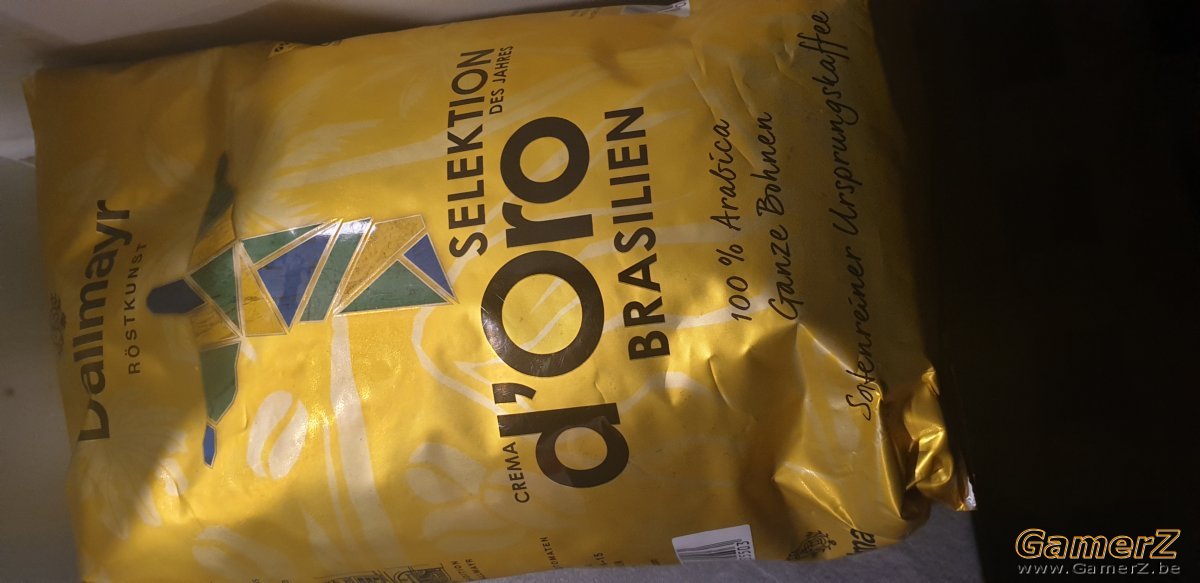 Dallmayr
RÖSTKUNST
SELEKTION
DES JAHRES
CREMA
d'Oro
BRASILIEN
100 % Arabica
Ganze Bohnen
Sortenreiner Ursprungskaffee
GamerZ
www.GamerZ.be